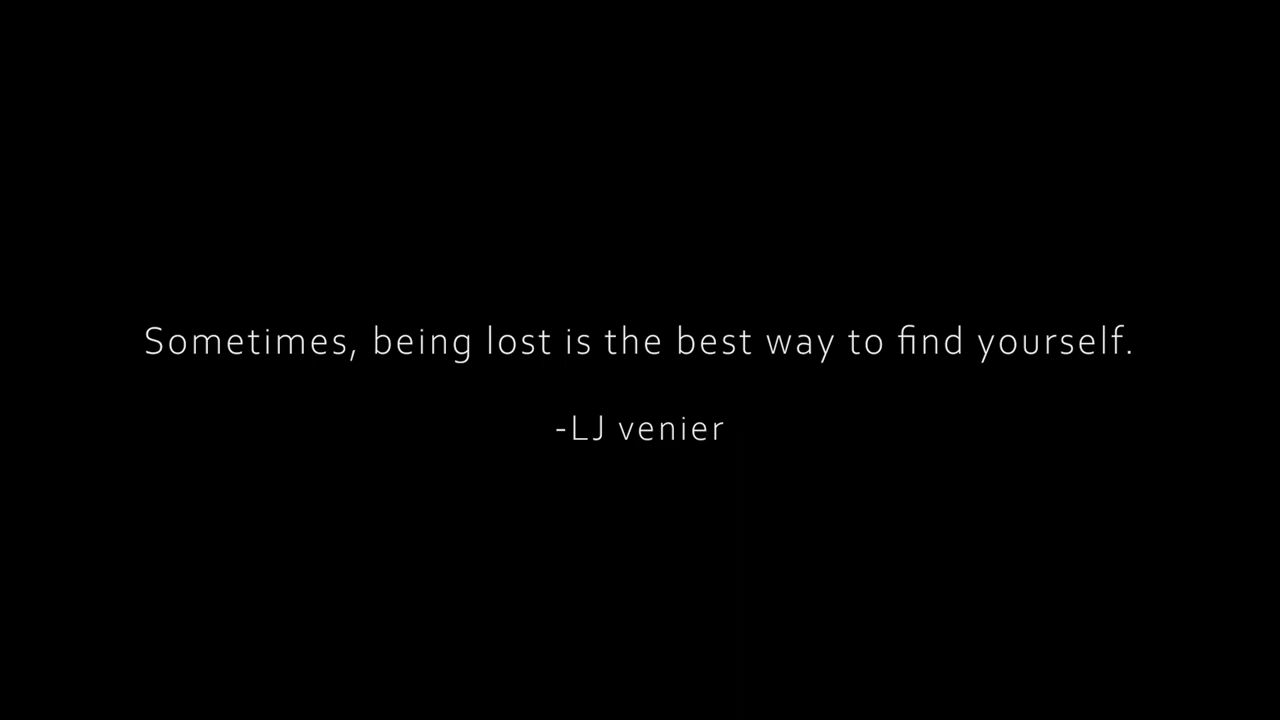 Sometimes, being lost is the best way to find yourself.
-LJ venier